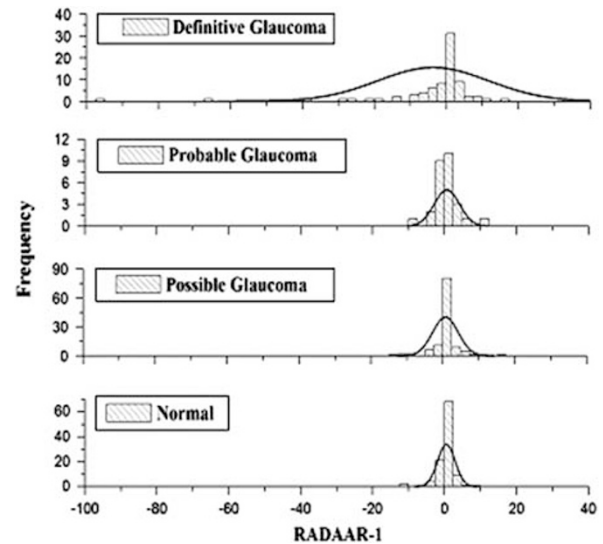 40
30
20
10
0
Definitive Glaucoma
12
9
6
3
0
Probable Glaucoma
90
60
30
0
Possible Glaucoma
60
40
20
0
Normal
Frequency
-100 -80 -60 -40 -20 0 20 40
RADAAR-1